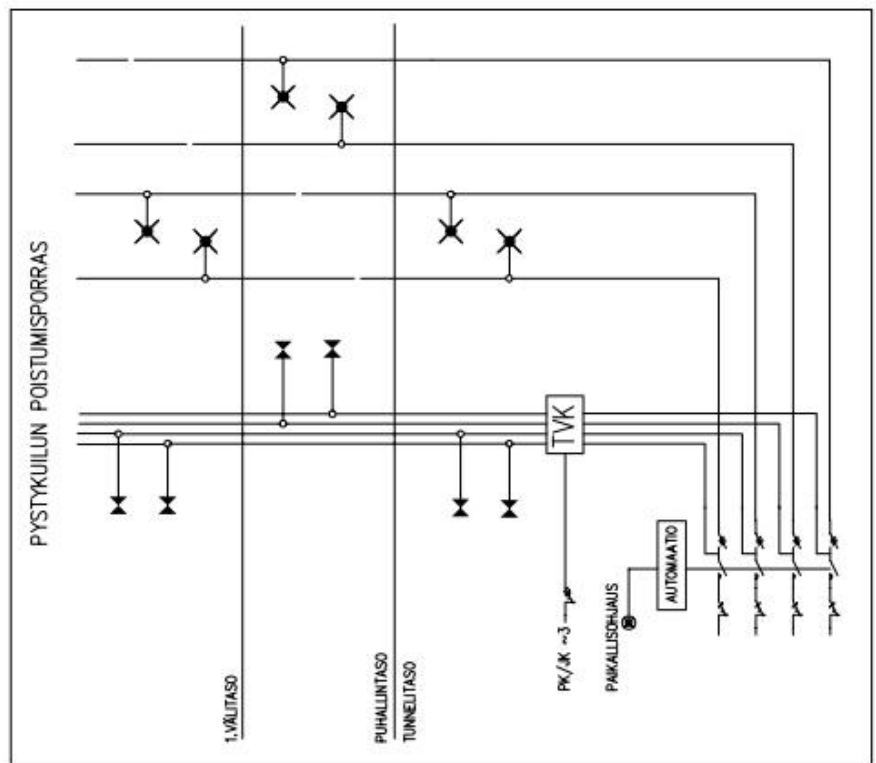 PYSTYKUILUN POISTUMISPORRAS
1.VÄLITASO
PUHALLINTASO
TUNNELITASO
TVK
PK/JK ~3
PAIKALLISOHJAUS
AUTOMAATIO